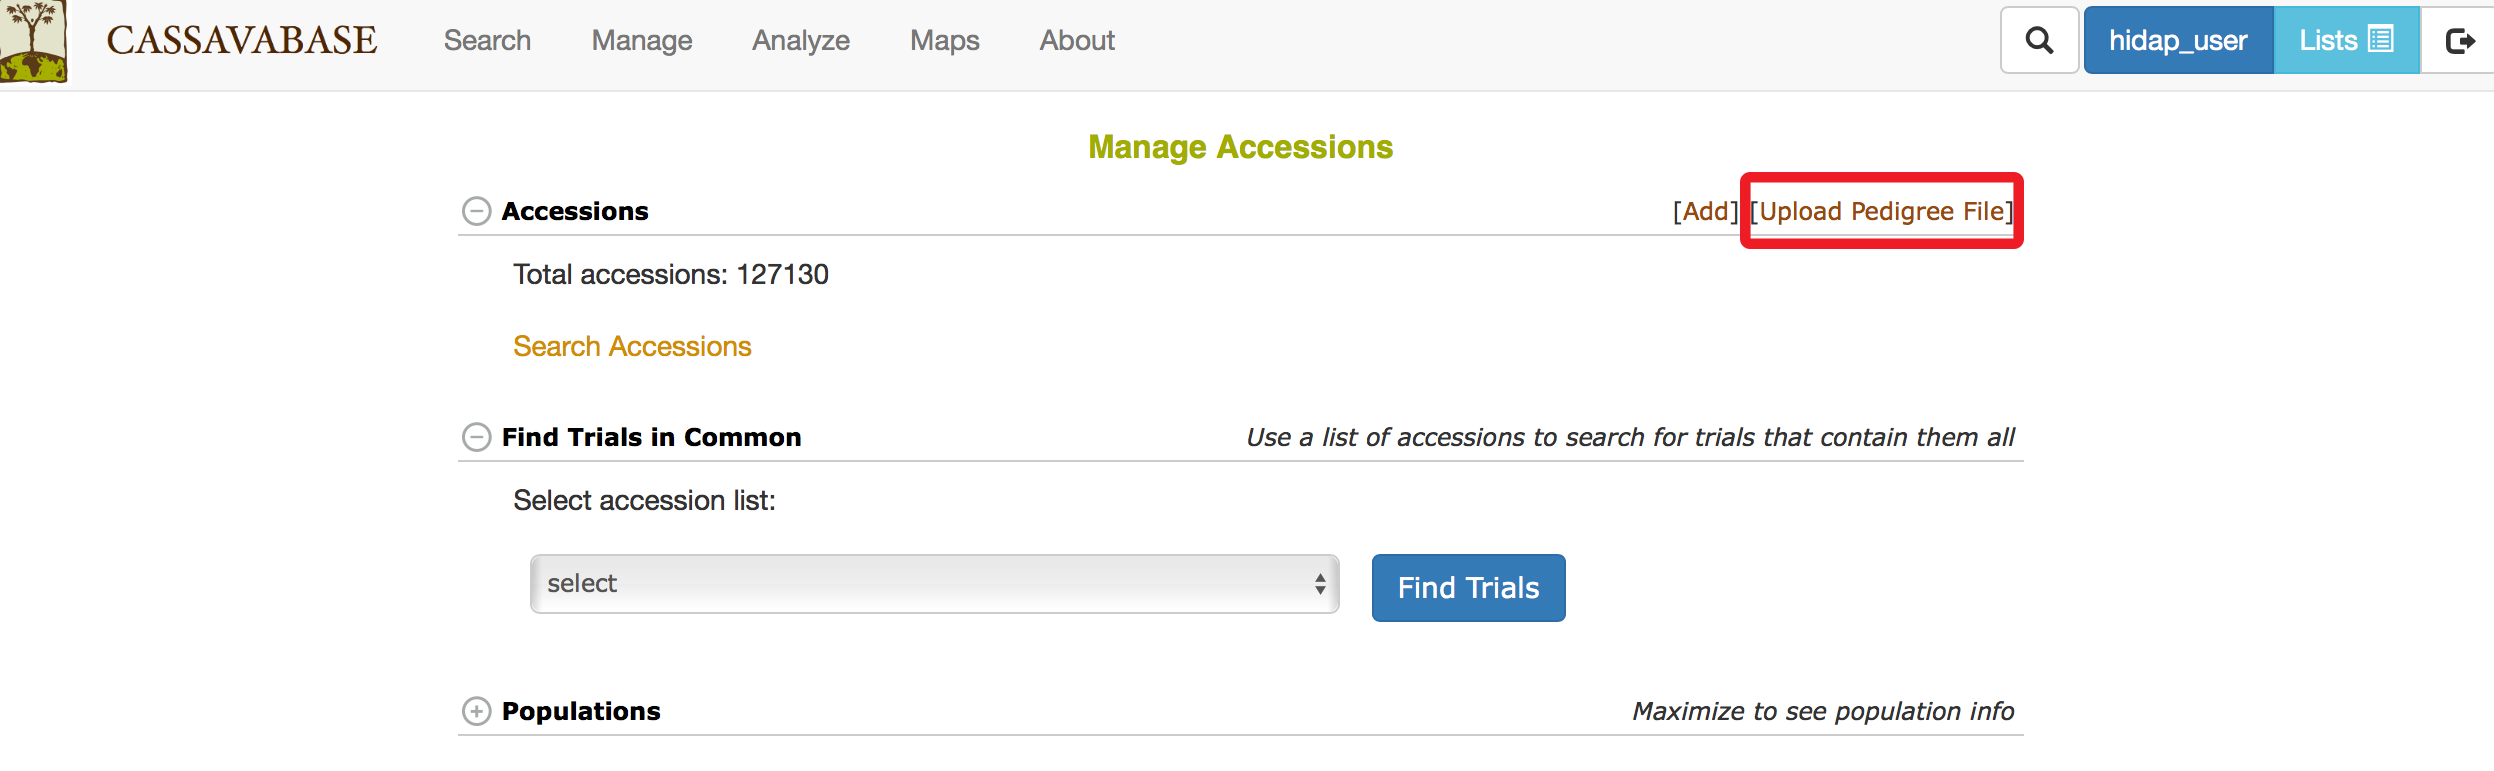 CASSAVABASE Search Manage Analyze Maps About hidap_user Lists
Manage Accessions
Accessions [Add] [Upload Pedigree File]
Total accessions: 127130
Search Accessions
Find Trials in Common Use a list of accessions to search for trials that contain them all
Select accession list:
select Find Trials
Populations Maximize to see population info